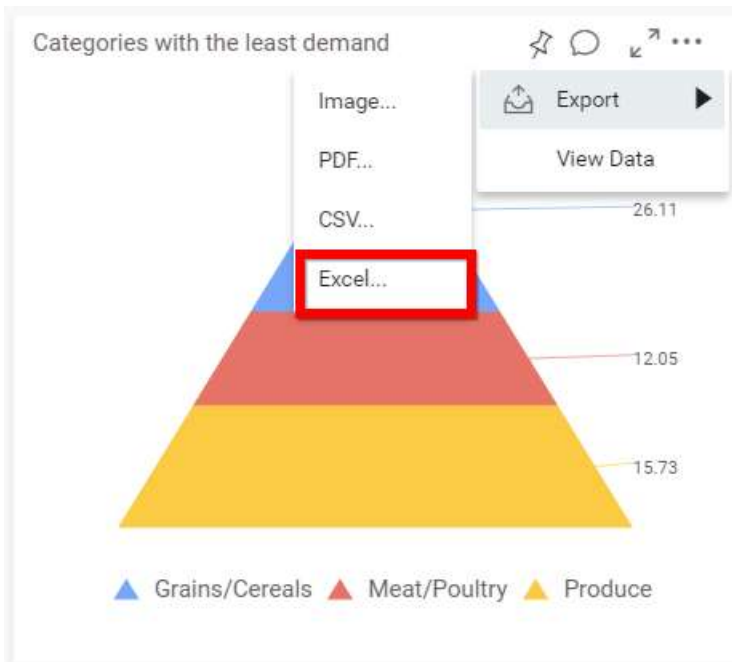 Categories with the least demand
Image...
Export
PDF...
View Data
CSV...
26.11
Excel...
12.05
15.73
Grains/Cereals Meat/Poultry Produce